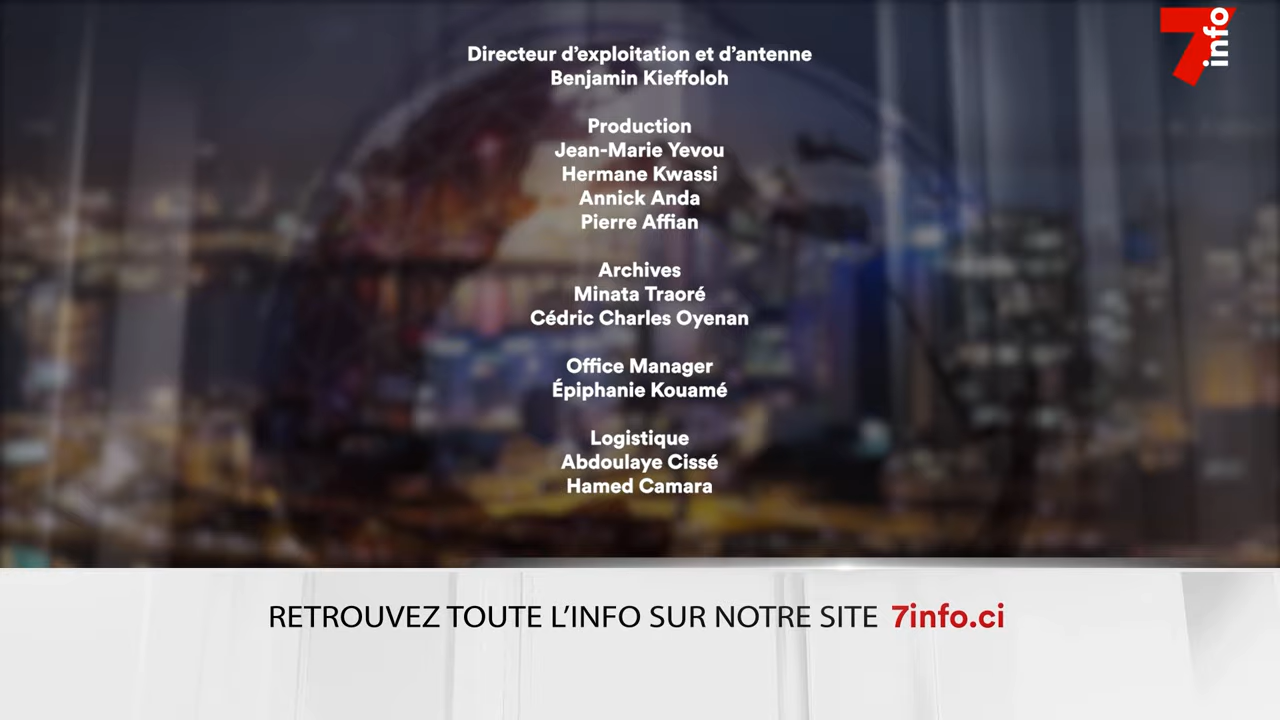 7 info
Directeur d’exploitation et d’antenne
Benjamin Kieffoloh
Production
Jean-Marie Yevou
Hermane Kwassi
Annick Anda
Pierre Affian
Archives
Minata Traoré
Cédric Charles Oyenan
Office Manager
Épiphanie Kouamé
Logistique
Abdoulaye Cissé
Hamed Camara
RETROUVEZ TOUTE L’INFO SUR NOTRE SITE 7info.ci